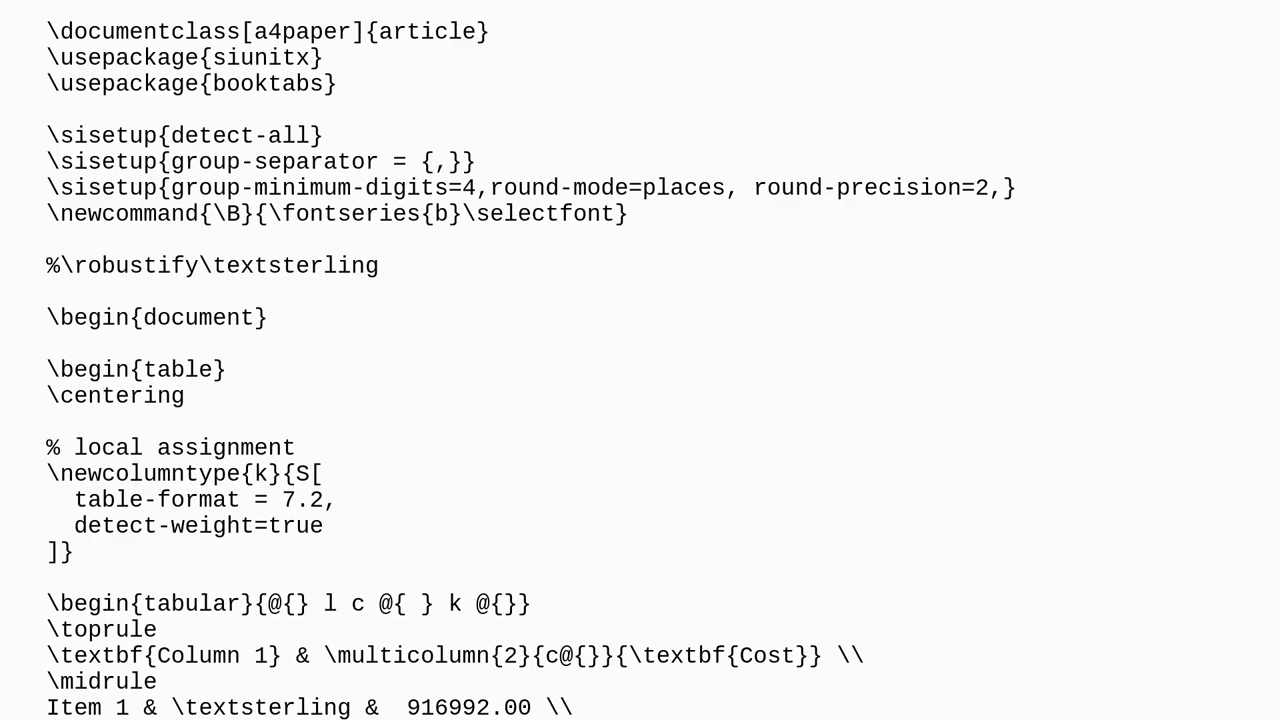 \documentclass[a4paper]{article}
\usepackage{siunitx}
\usepackage{booktabs}
\sisetup{detect-all}
\sisetup{group-separator = {,}}
\sisetup{group-minimum-digits=4,round-mode=places, round-precision=2,}
\newcommand{\B}{\fontseries{b}\selectfont}
%\robustify\textsterling
\begin{document}
\begin{table}
\centering
% local assignment
\newcolumntype{k}{S[
  table-format = 7.2,
  detect-weight=true
]}
\begin{tabular}{@{} l c @{ } k @{}}
\toprule
\textbf{Column 1} & \multicolumn{2}{c@{}}{\textbf{Cost}} \\
\midrule
Item 1 & \textsterling &  916992.00 \\